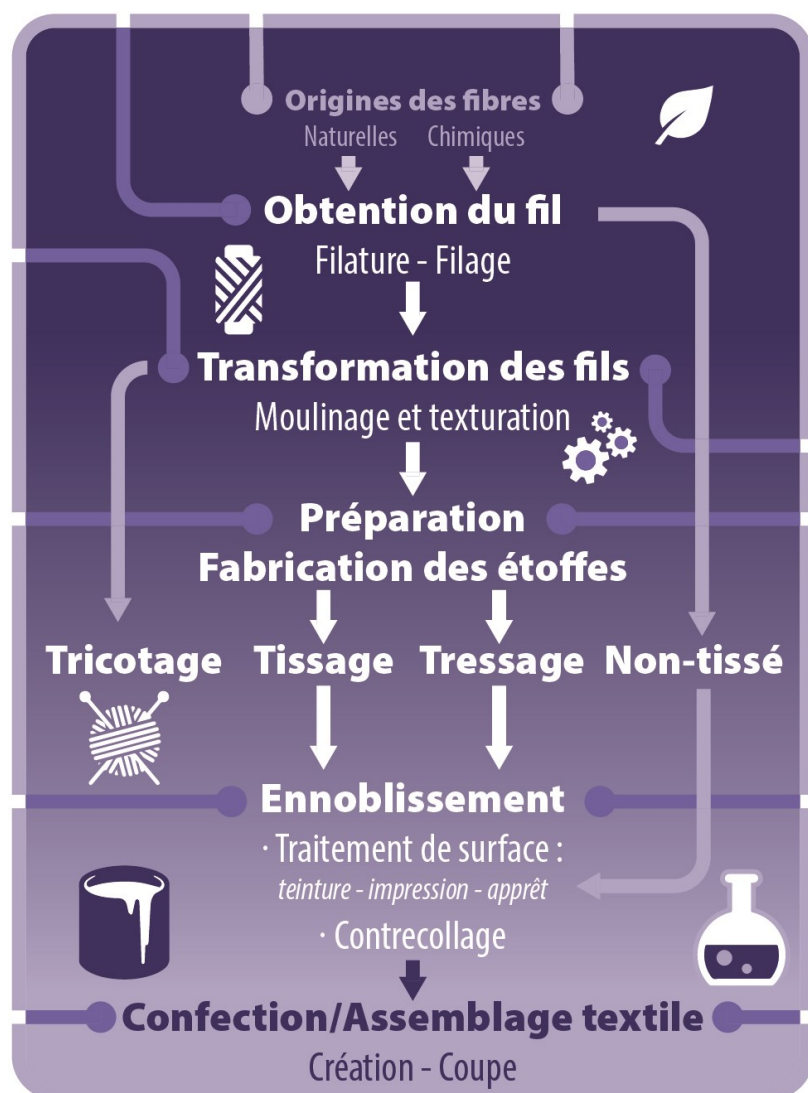 Origines des fibres
Naturelles Chimiques
Obtention du fil
Filature - Filage
Transformation des fils
Moulinage et texturation
Préparation
Fabrication des étoffes
Tricotage Tissage Tressage Non-tissé
Ennoblissement
· Traitement de surface :
teinture - impression - apprêt
· Contrecollage
Confection/Assemblage textile
Création - Coupe